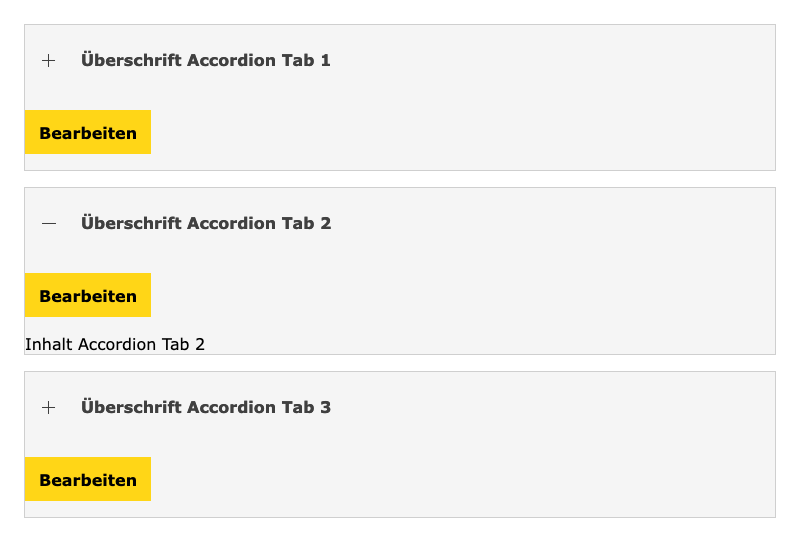 Überschrift Accordion Tab 1
Bearbeiten
Überschrift Accordion Tab 2
Bearbeiten
Inhalt Accordion Tab 2
Überschrift Accordion Tab 3
Bearbeiten